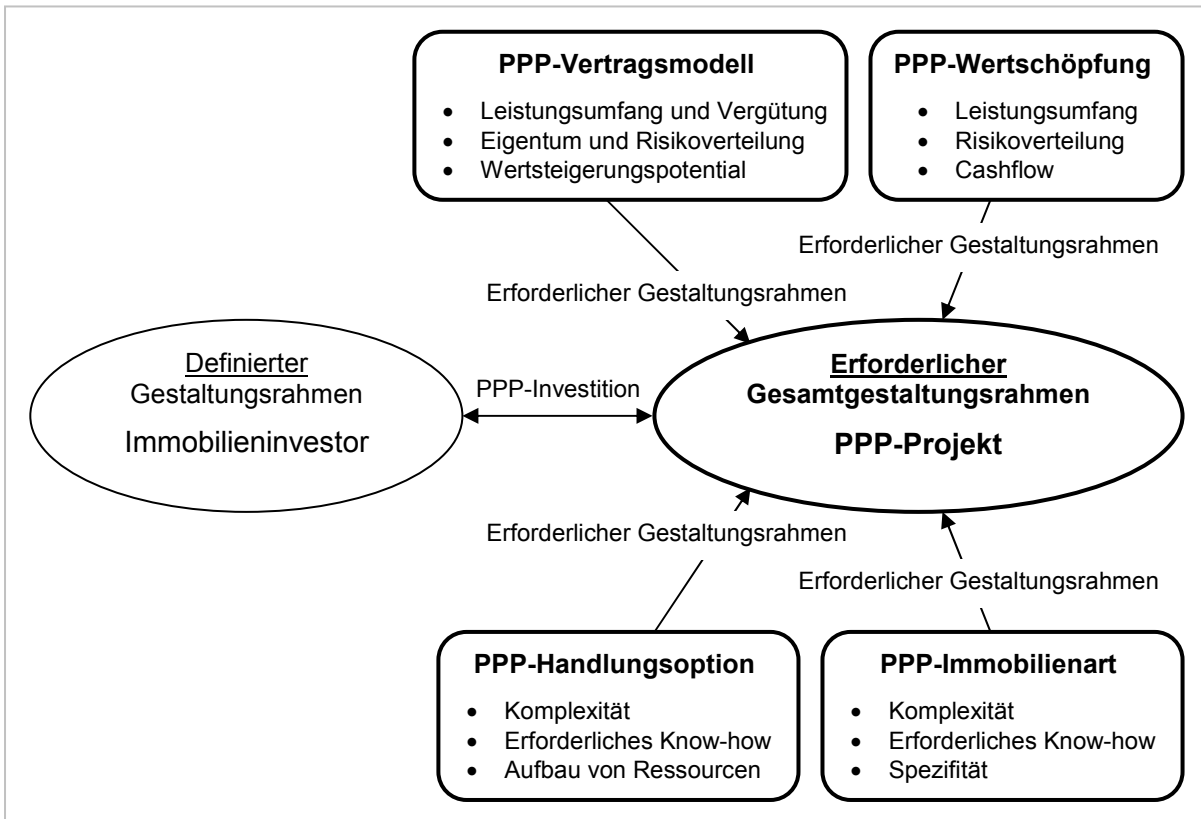 PPP-Vertragsmodell
• Leistungsumfang und Vergütung
• Eigentum und Risikoverteilung
• Wertsteigerungspotential
PPP-Wertschöpfung
• Leistungsumfang
• Risikoverteilung
• Cashflow
Erforderlicher Gestaltungsrahmen
Erforderlicher Gestaltungsrahmen
Definierter
Gestaltungsrahmen
Immobilieninvestor
PPP-Investition
Erforderlicher
Gesamtgestaltungsrahmen
PPP-Projekt
Erforderlicher Gestaltungsrahmen
Erforderlicher Gestaltungsrahmen
PPP-Handlungsoption
• Komplexität
• Erforderliches Know-how
• Aufbau von Ressourcen
PPP-Immobilienart
• Komplexität
• Erforderliches Know-how
• Spezifität